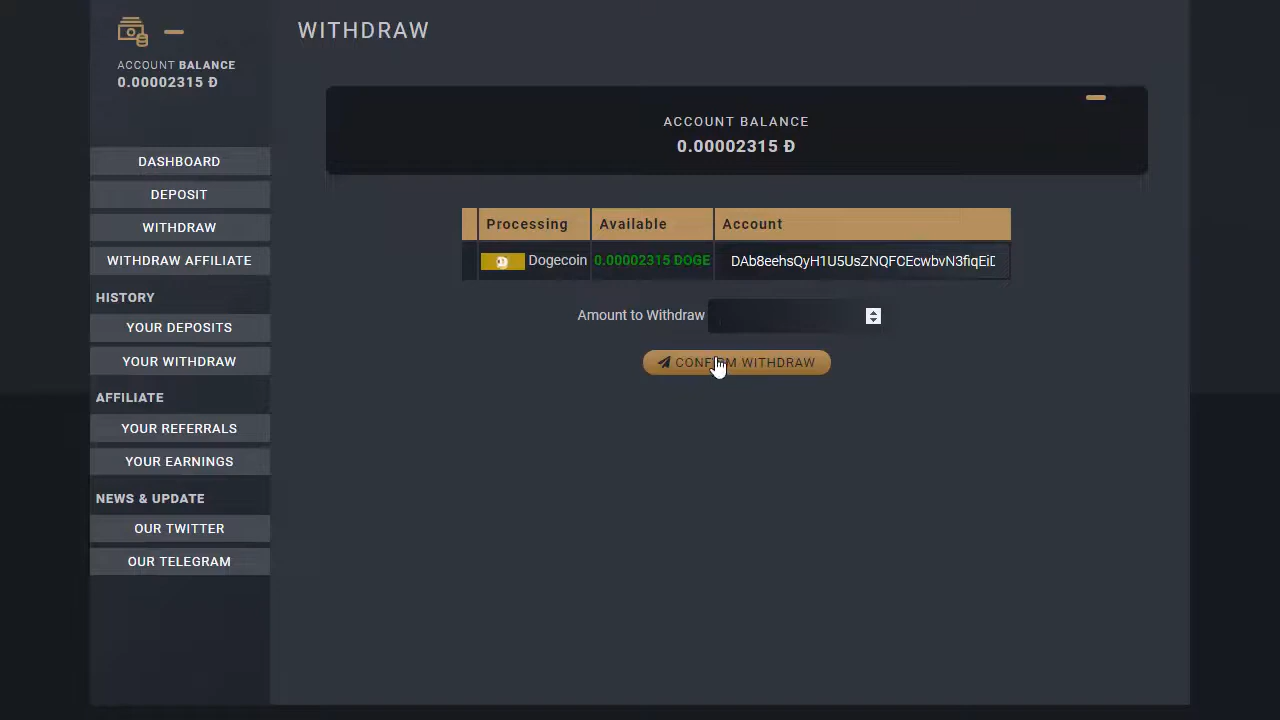 ACCOUNT BALANCE
0.00002315 Đ
DASHBOARD
DEPOSIT
WITHDRAW
WITHDRAW AFFILIATE
HISTORY
YOUR DEPOSITS
YOUR WITHDRAW
AFFILIATE
YOUR REFERRALS
YOUR EARNINGS
NEWS & UPDATE
OUR TWITTER
OUR TELEGRAM
WITHDRAW
ACCOUNT BALANCE
0.00002315 Đ
Processing Available Account
Dogecoin 0.00002315 DOGE DAb8eehsQyH1U5UsZNQFCEcwbvN3fiqEiD
Amount to Withdraw
CONFIRM WITHDRAW